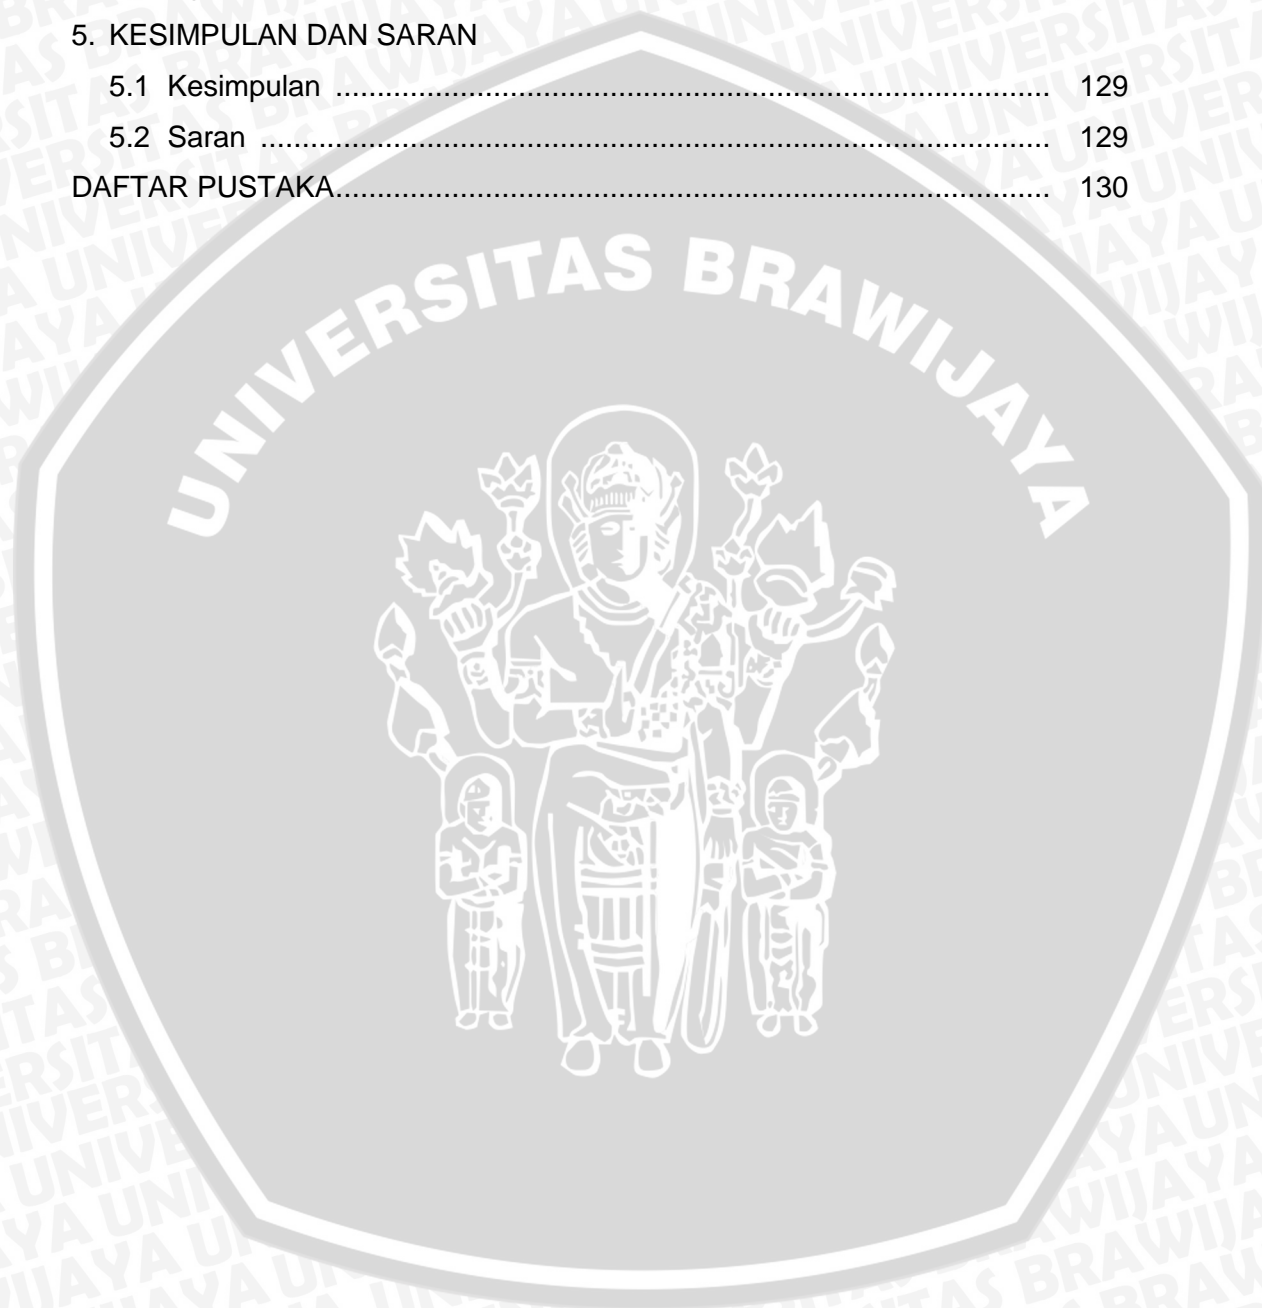 5. KESIMPULAN DAN SARAN
5.1 Kesimpulan ..................................................................................... 129
5.2 Saran .............................................................................................. 129
DAFTAR PUSTAKA..................................................................................... 130
UNIVERSITAS BRAWIJAYA